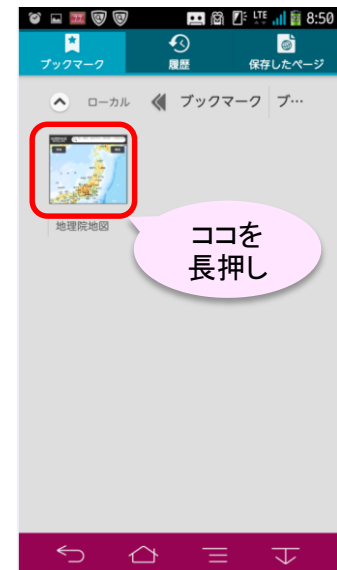 LTE 8:50
ブックマーク
履歴
保存したページ
ローカル ブックマーク ブ…
地理院地図
ココを
長押し